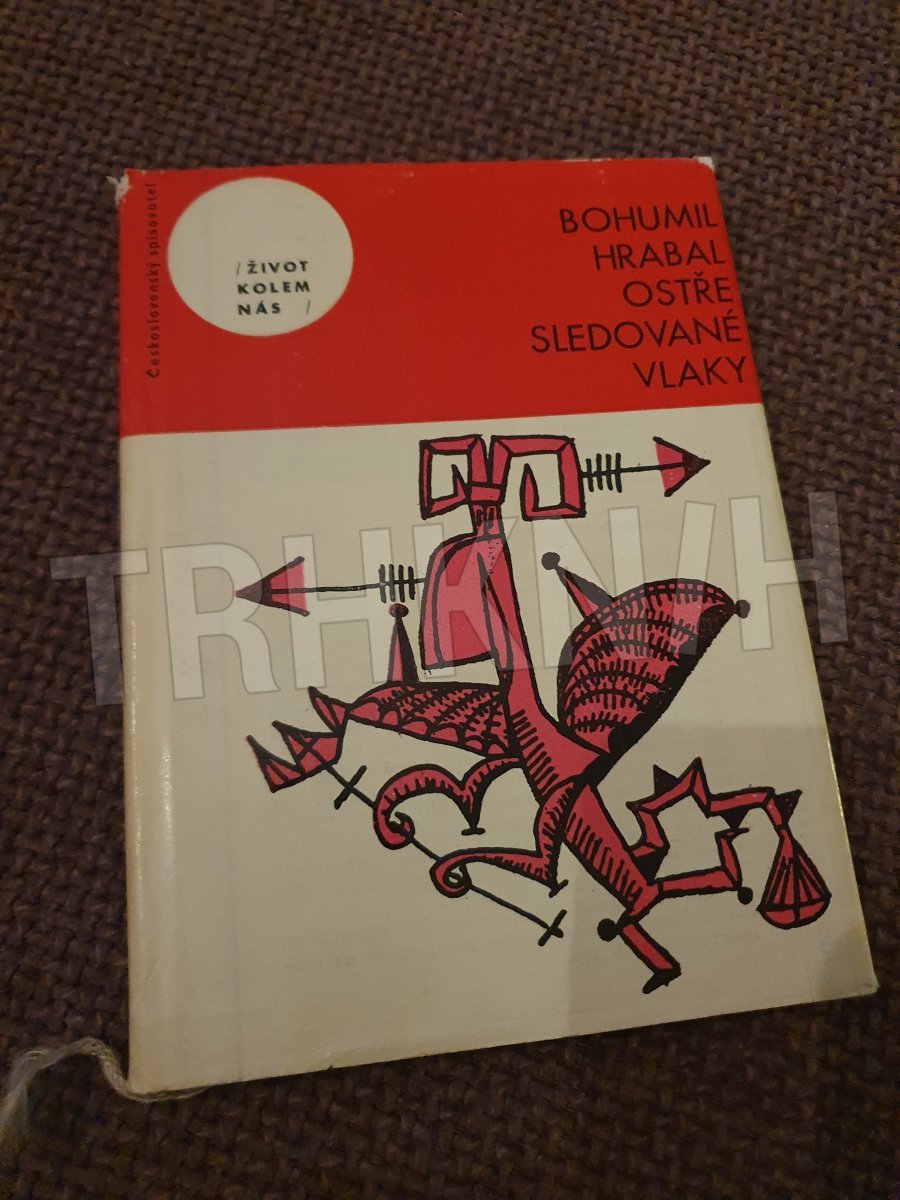 Československý spisovatel
/ŽIVOT
KOLEM
NÁS /
BOHUMIL
HRABAL
OSTŘE
SLEDOVANÉ
VLAKY
TRHKNIH